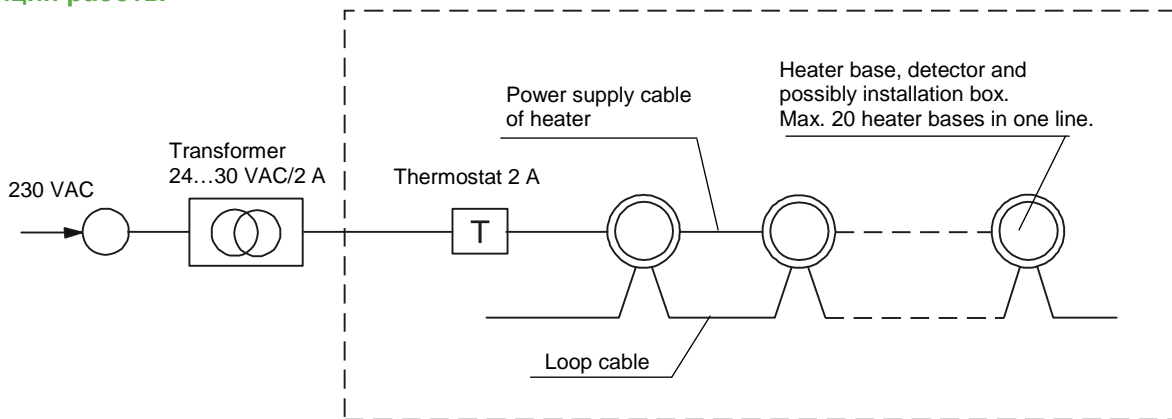 Heater base, detector and
possibly installation box.
Max. 20 heater bases in one line.
Power supply cable
of heater
Transformer
24…30 VAC/2 A
Thermostat 2 A
230 VAC
T
Loop cable